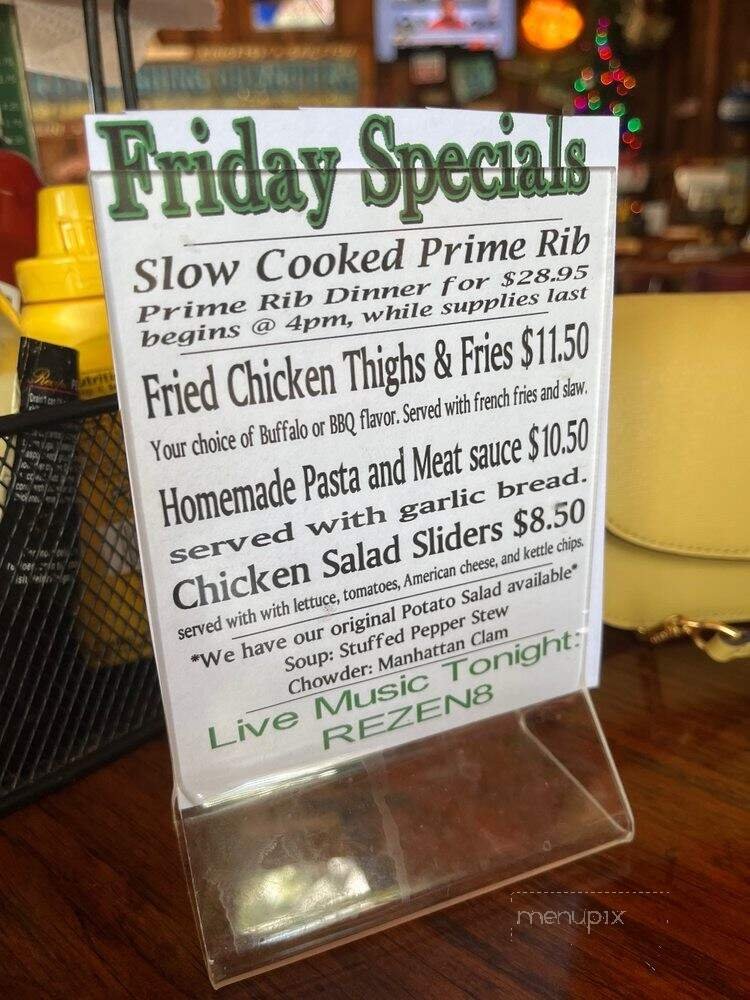 Friday Specials
Slow Cooked Prime Rib
Prime Rib Dinner for $28.95
begins @ 4pm, while supplies last
Fried Chicken Thighs & Fries $11.50
Your choice of Buffalo or BBQ flavor. Served with french fries and slaw.
Homemade Pasta and Meat sauce $10.50
served with garlic bread.
Chicken Salad Sliders $8.50
served with with lettuce, tomatoes, American cheese, and kettle chips.
*We have our original Potato Salad available*
Soup: Stuffed Pepper Stew
Chowder: Manhattan Clam
Live Music Tonight:
REZEN8
menupix